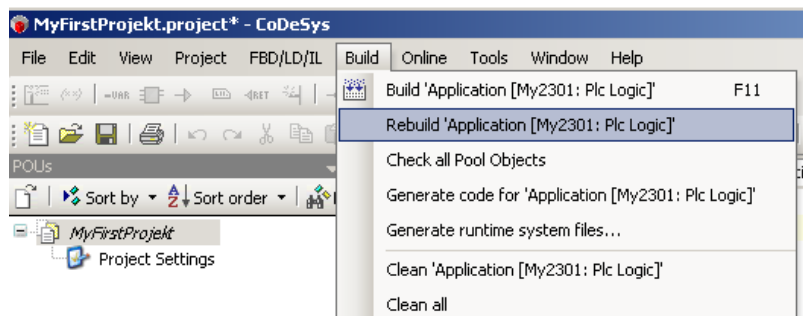 MyFirstProjekt.project* - CoDeSys
File Edit View Project FBD/LD/IL Build Online Tools Window Help
VAR RET
Build 'Application [My2301: Plc Logic]' F11
Rebuild 'Application [My2301: Plc Logic]'
POUs
Check all Pool Objects
Sort by Sort order
Generate code for 'Application [My2301: Plc Logic]'
MyFirstProjekt
Generate runtime system files...
Project Settings
Clean 'Application [My2301: Plc Logic]'
Clean all